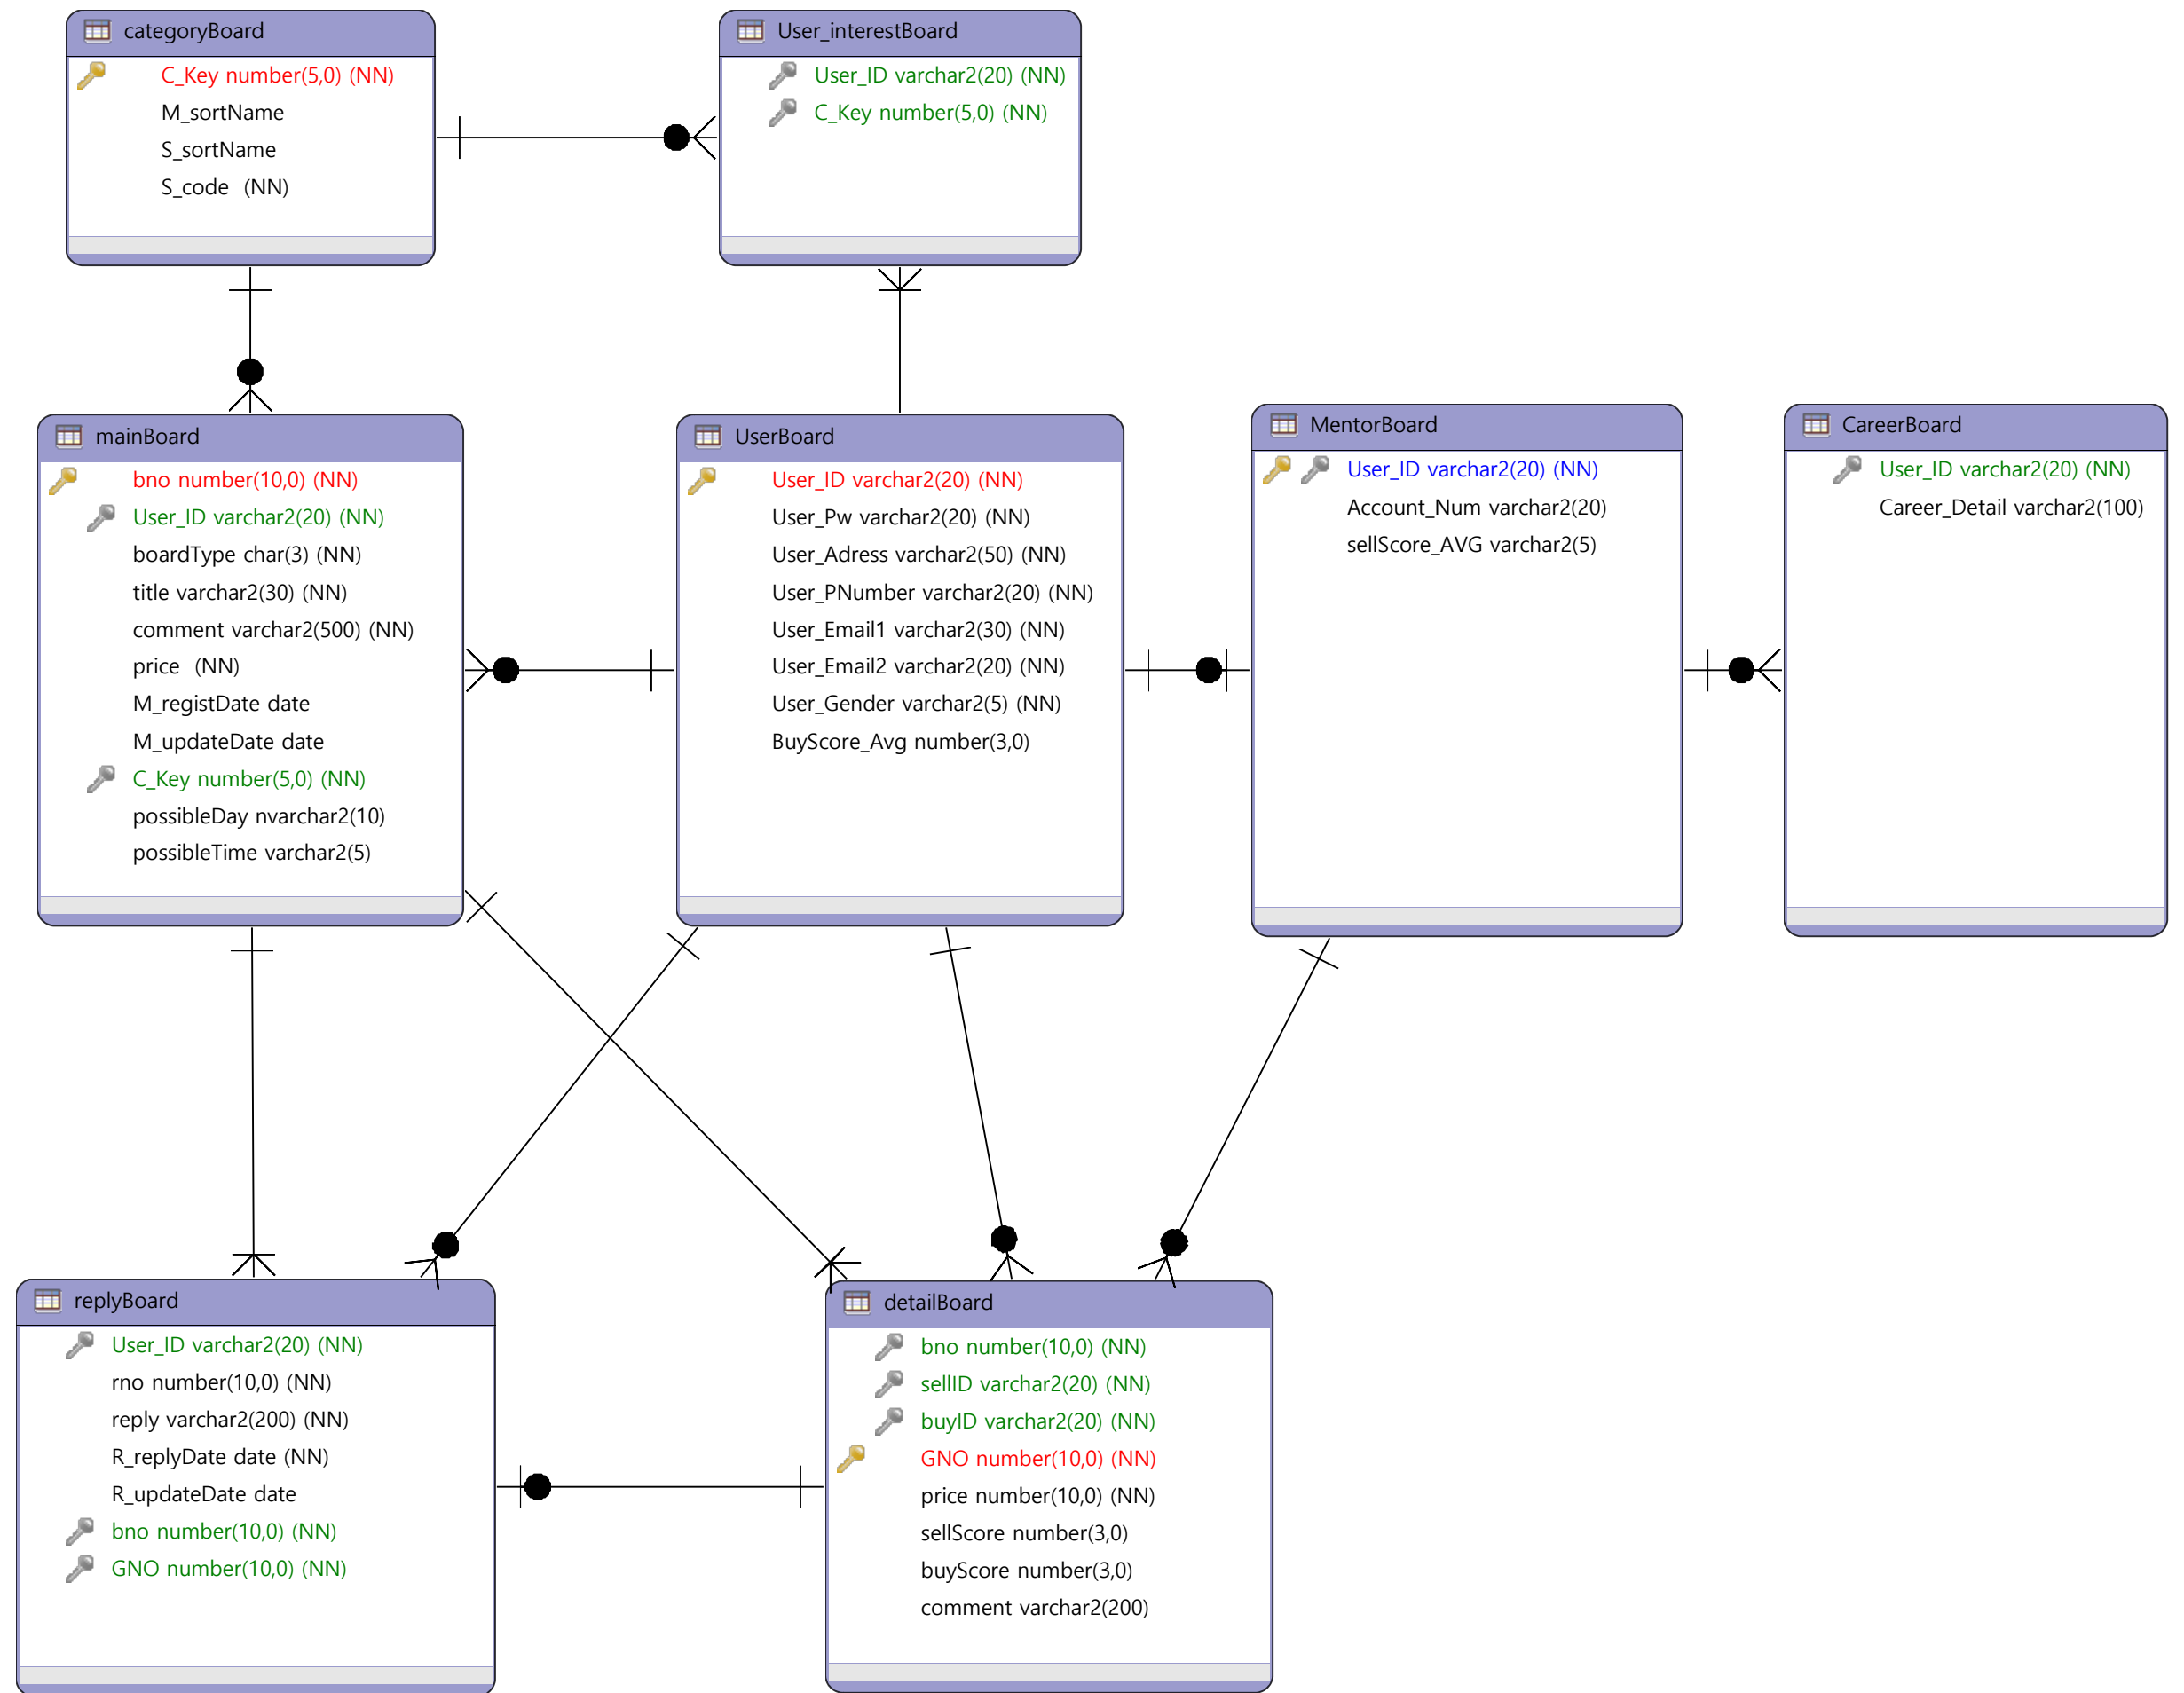 categoryBoard
C_Key number(5,0) (NN)
M_sortName
S_sortName
S_code (NN)
User_interestBoard
User_ID varchar2(20) (NN)
C_Key number(5,0) (NN)
mainBoard
bno number(10,0) (NN)
User_ID varchar2(20) (NN)
boardType char(3) (NN)
title varchar2(30) (NN)
comment varchar2(500) (NN)
price (NN)
M_registDate date
M_updateDate date
C_Key number(5,0) (NN)
possibleDay nvarchar2(10)
possibleTime varchar2(5)
UserBoard
User_ID varchar2(20) (NN)
User_Pw varchar2(20) (NN)
User_Adress varchar2(50) (NN)
User_PNumber varchar2(20) (NN)
User_Email1 varchar2(30) (NN)
User_Email2 varchar2(20) (NN)
User_Gender varchar2(5) (NN)
BuyScore_Avg number(3,0)
MentorBoard
User_ID varchar2(20) (NN)
Account_Num varchar2(20)
sellScore_AVG varchar2(5)
CareerBoard
User_ID varchar2(20) (NN)
Career_Detail varchar2(100)
replyBoard
User_ID varchar2(20) (NN)
rno number(10,0) (NN)
reply varchar2(200) (NN)
R_replyDate date (NN)
R_updateDate date
bno number(10,0) (NN)
GNO number(10,0) (NN)
detailBoard
bno number(10,0) (NN)
sellID varchar2(20) (NN)
buyID varchar2(20) (NN)
GNO number(10,0) (NN)
price number(10,0) (NN)
sellScore number(3,0)
buyScore number(3,0)
comment varchar2(200)